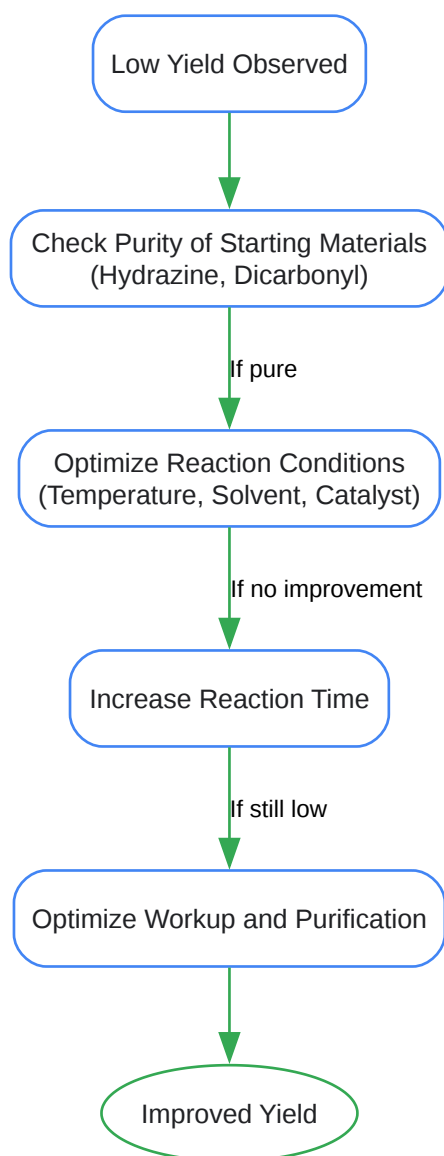 Low Yield Observed
Check Purity of Starting Materials
(Hydrazine, Dicarbonyl)
If pure
Optimize Reaction Conditions
(Temperature, Solvent, Catalyst)
If no improvement
Increase Reaction Time
If still low
Optimize Workup and Purification
Improved Yield